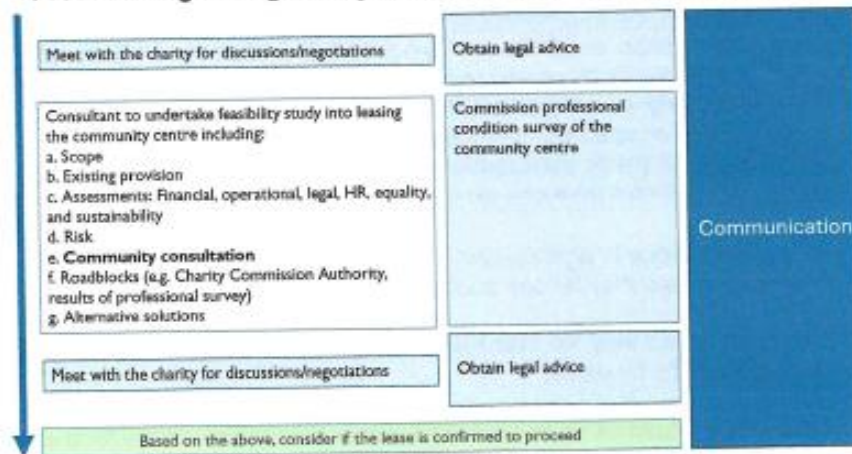 Meet with the charity for discussions/negotiations
Obtain legal advice
Consultant to undertake feasibility study into leasing
the community centre including:
a. Scope
b. Existing provision
c. Assessments: Financial, operational, legal, HR, equality,
and sustainability
d. Risk
e. Community consultation
f. Roadblocks (e.g. Charity Commission Authority,
results of professional survey)
g. Alternative solutions
Commission professional
condition survey of the
community centre
Communication
Meet with the charity for discussions/negotiations
Obtain legal advice
Based on the above, consider if the lease is confirmed to proceed